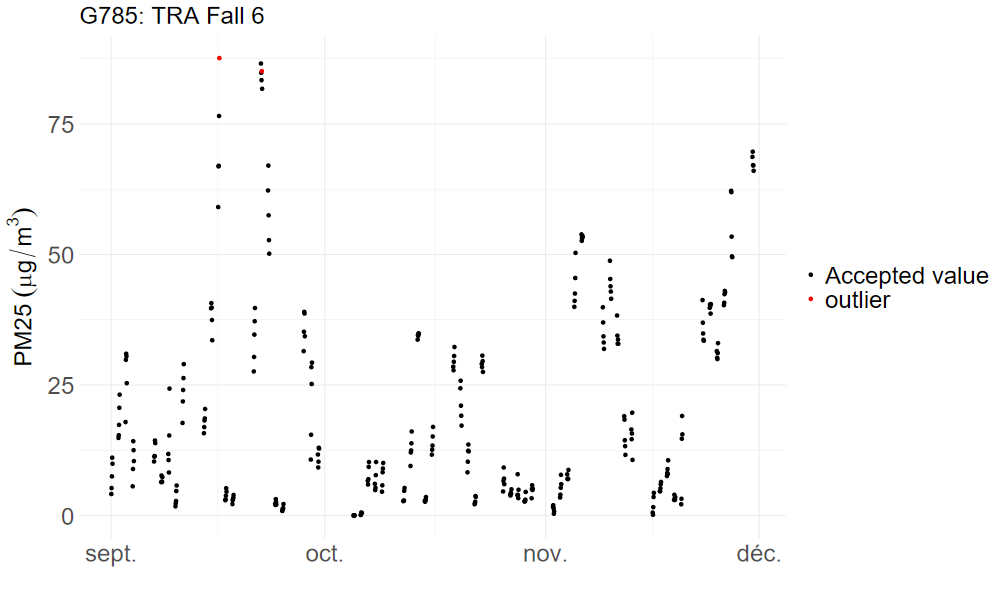 G785: TRA Fall 6
PM25 (μg/m³)
75
50
25
0
sept.
oct.
nov.
déc.
Accepted value
outlier